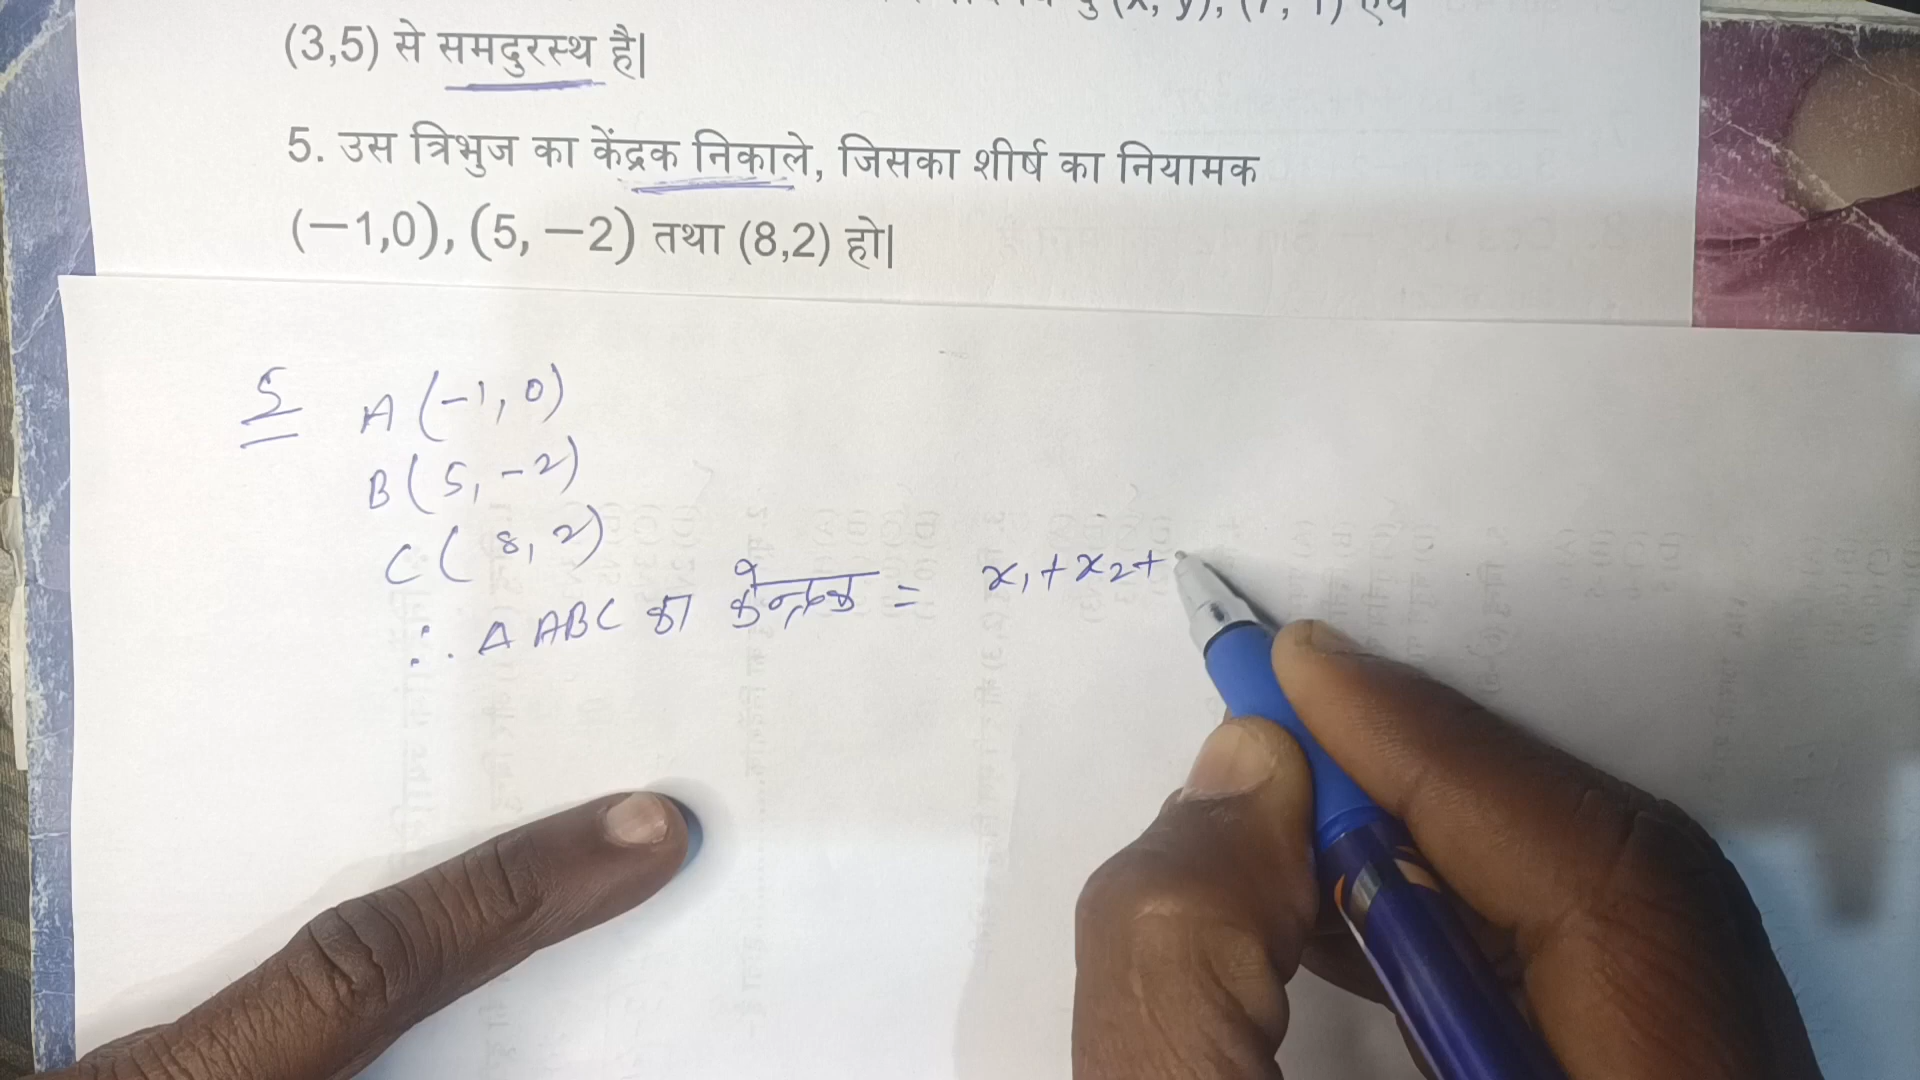 (3,5) से समदुरस्थ है|
5. उस त्रिभुज का केंद्रक निकाले, जिसका शीर्ष का नियामक
(−1,0), (5, −2) तथा (8,2) हो|
5 A (-1, 0)
B (5, -2)
C ( 8, 2)
∴ Δ ABC का केन्द्रक = x₁ + x₂ +